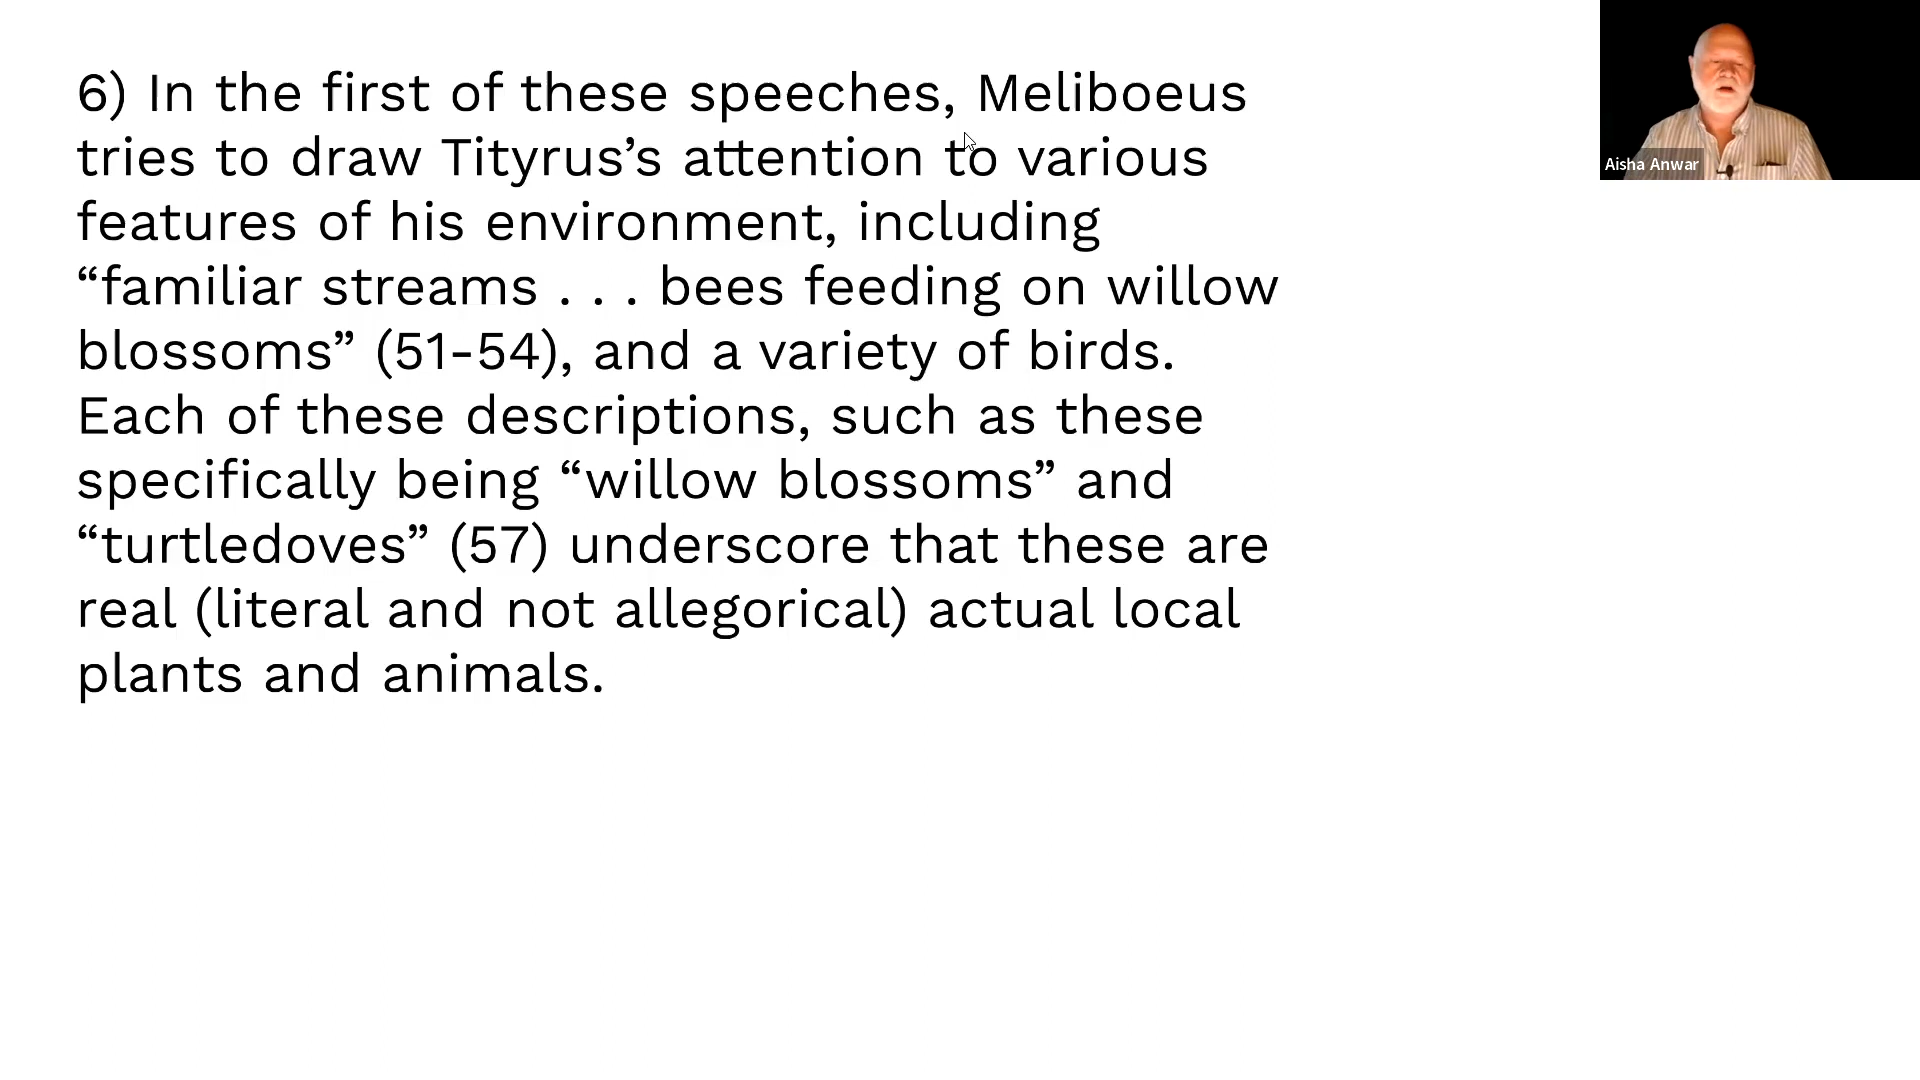 6) In the first of these speeches, Meliboeus
tries to draw Tityrus’s attention to various
features of his environment, including
“familiar streams . . . bees feeding on willow
blossoms” (51-54), and a variety of birds.
Each of these descriptions, such as these
specifically being “willow blossoms” and
“turtledoves” (57) underscore that these are
real (literal and not allegorical) actual local
plants and animals.
Aisha Anwar